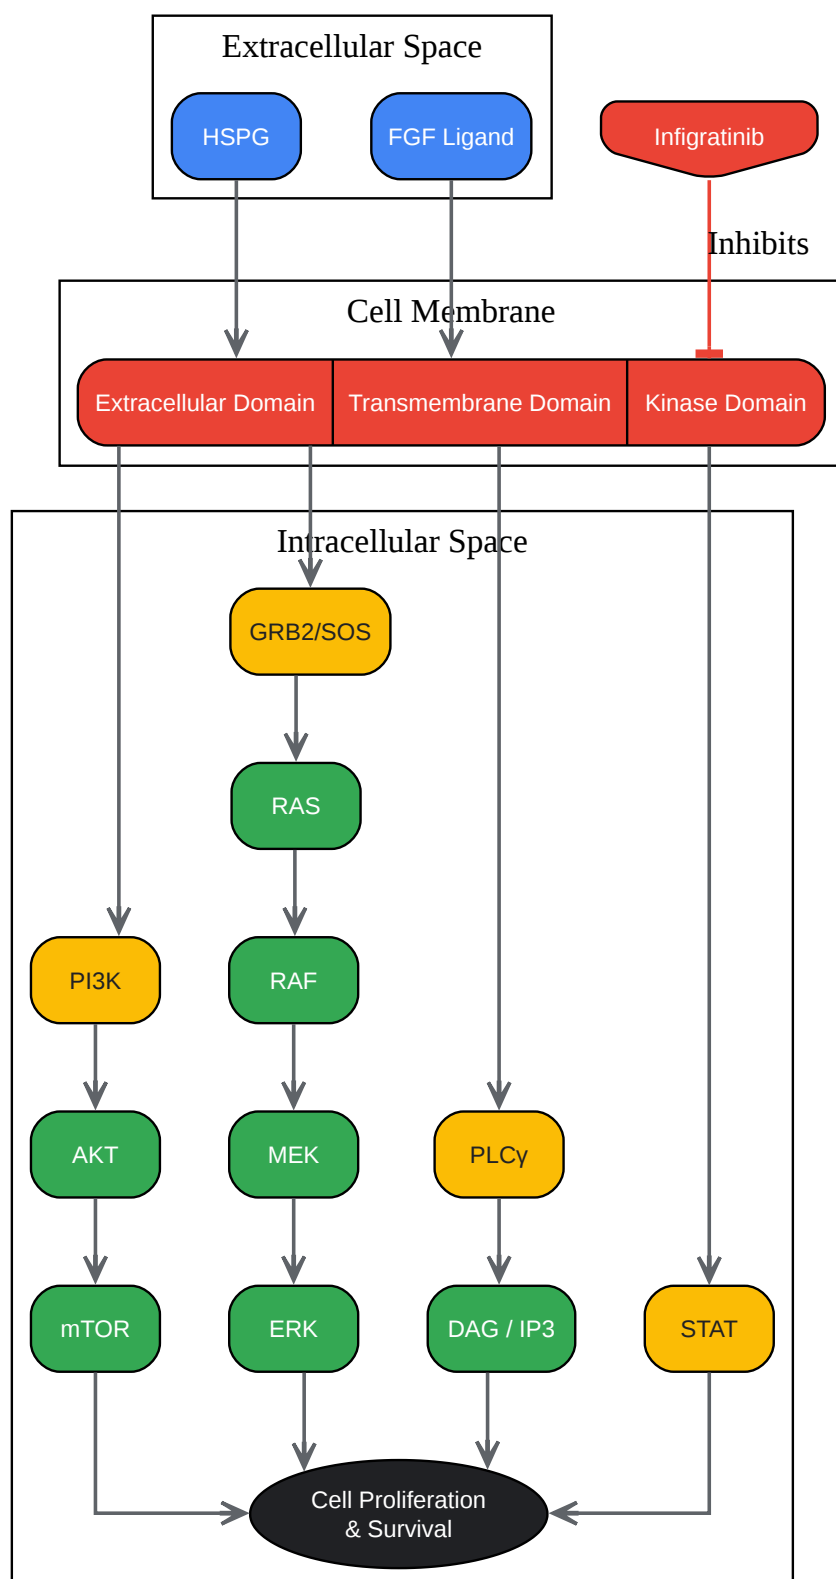 Extracellular Space
HSPG
FGF Ligand
Infigratinib
Inhibits
Cell Membrane
Extracellular Domain
Transmembrane Domain
Kinase Domain
Intracellular Space
GRB2/SOS
RAS
PI3K
RAF
AKT
MEK
PLCγ
mTOR
ERK
DAG / IP3
STAT
Cell Proliferation
& Survival